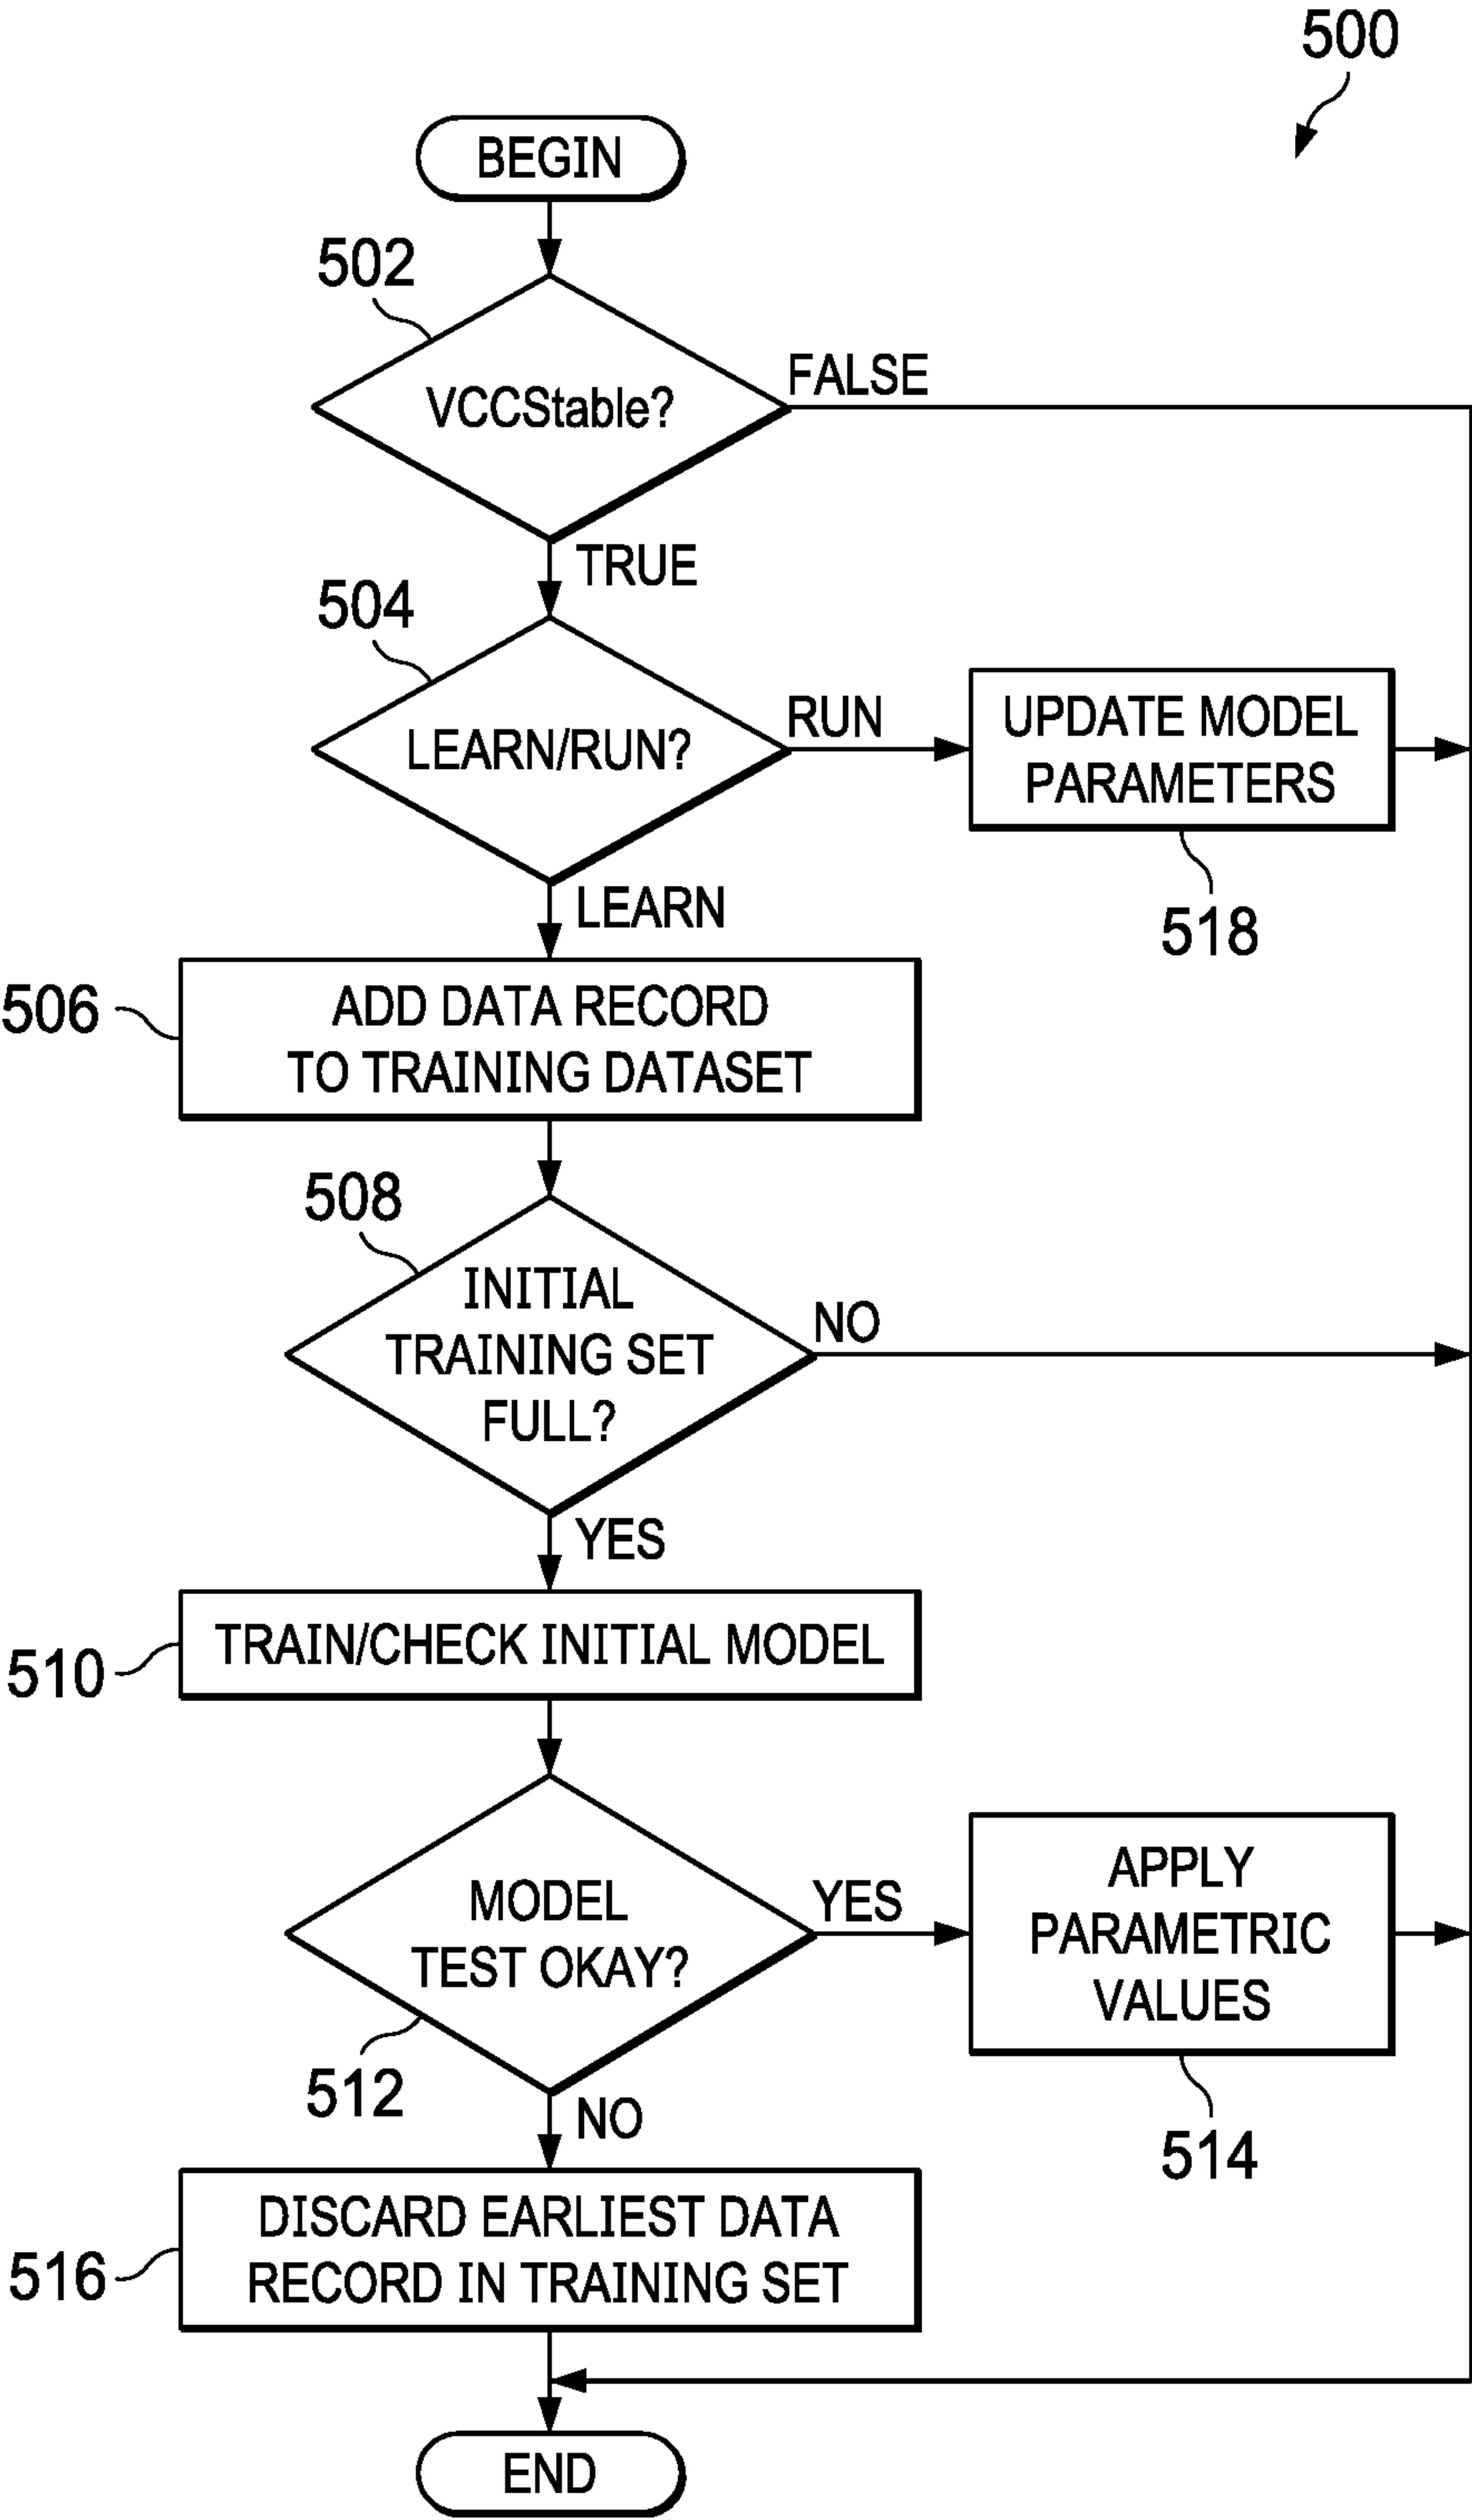 500
BEGIN
502
VCCStable?
FALSE
TRUE
504
LEARN/RUN?
RUN
UPDATE MODEL
PARAMETERS
518
LEARN
506
ADD DATA RECORD
TO TRAINING DATASET
508
INITIAL
TRAINING SET
FULL?
NO
YES
510
TRAIN/CHECK INITIAL MODEL
MODEL
TEST OKAY?
512
YES
APPLY
PARAMETRIC
VALUES
514
NO
516
DISCARD EARLIEST DATA
RECORD IN TRAINING SET
END